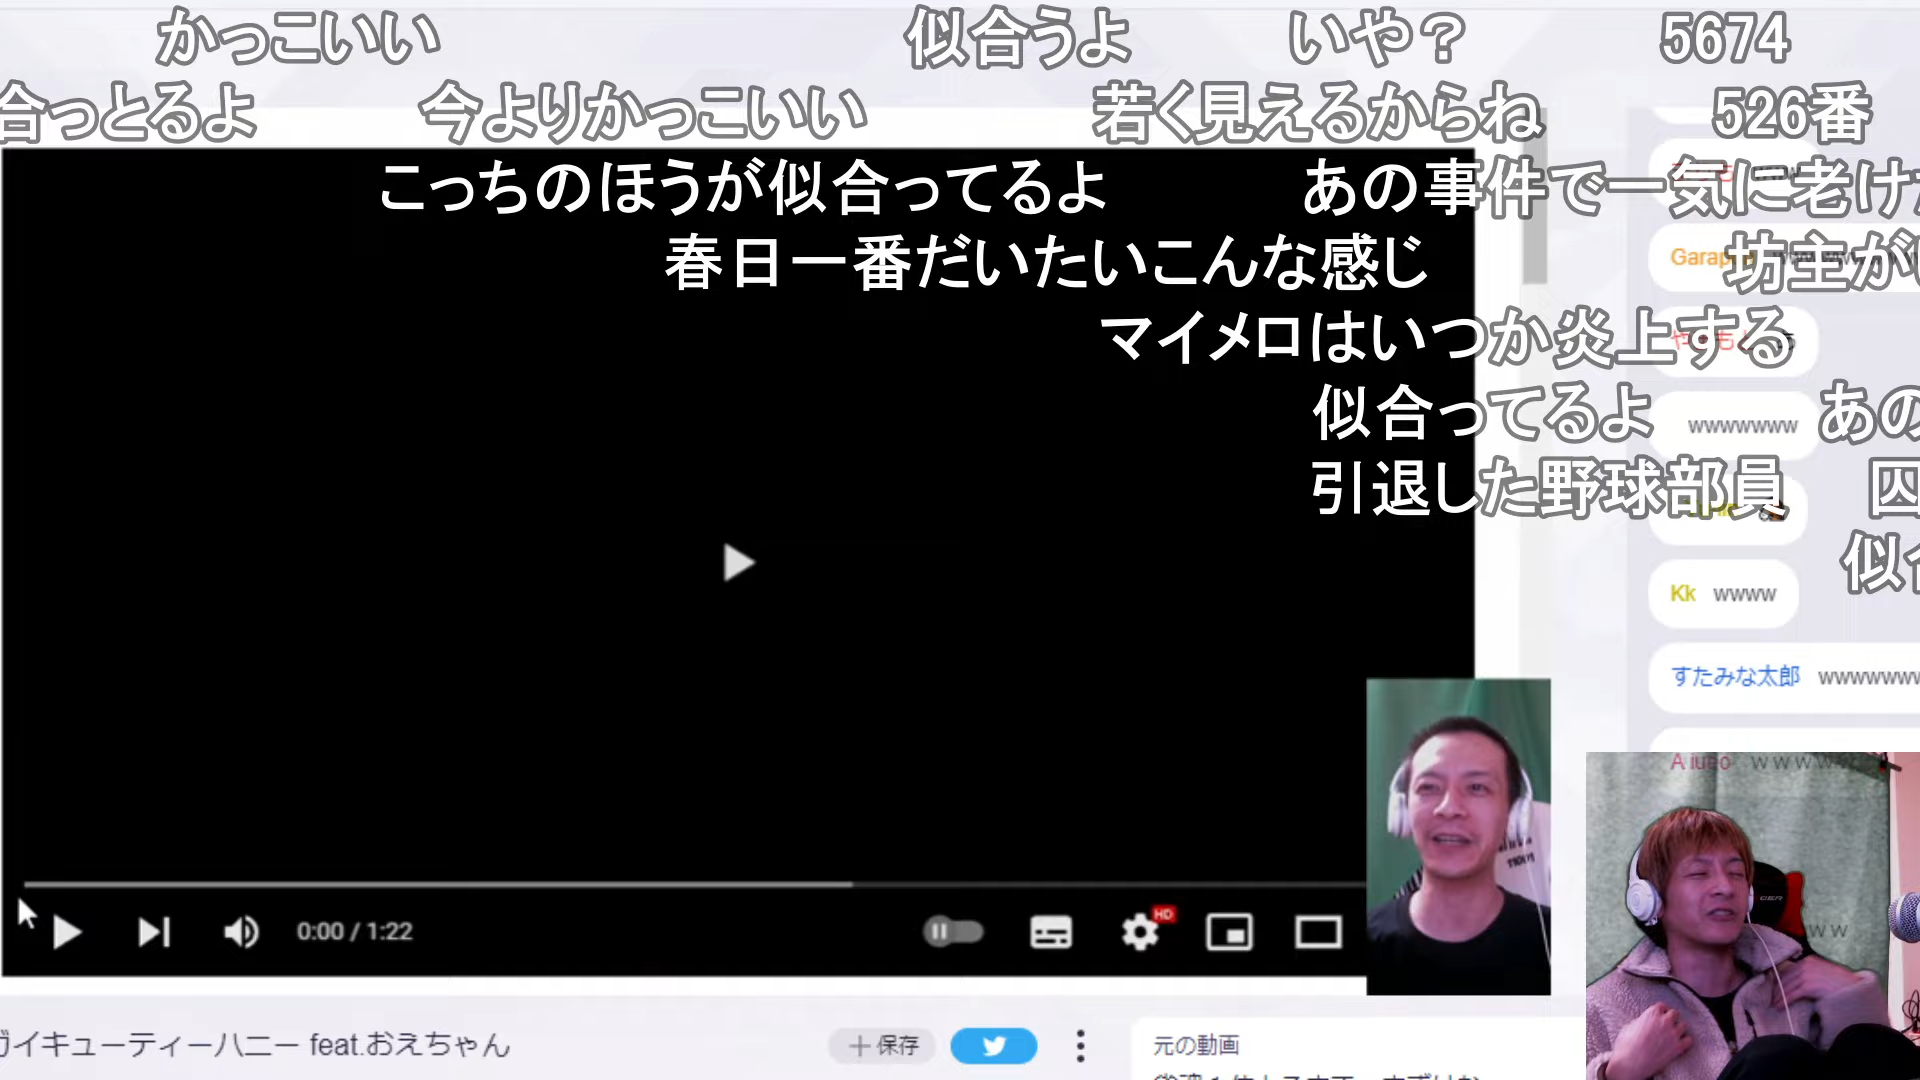 かっこいい
似合うよ
いや？
5674
合っとるよ
今よりかっこいい
若く見えるからね
526番
こっちのほうが似合ってるよ
あの事件で一気に老けた
春日一番だいたいこんな感じ
坊主が
マイメロはいつか炎上する
似合ってるよ
あの
wwwwwww
引退した野球部員
囚
似合
Kk wwww
すたみな太郎 wwwwwww
A iueo w w w w
0:00 / 1:22
HD
ガイキューティーハニー feat.おえちゃん
＋保存
元の動画